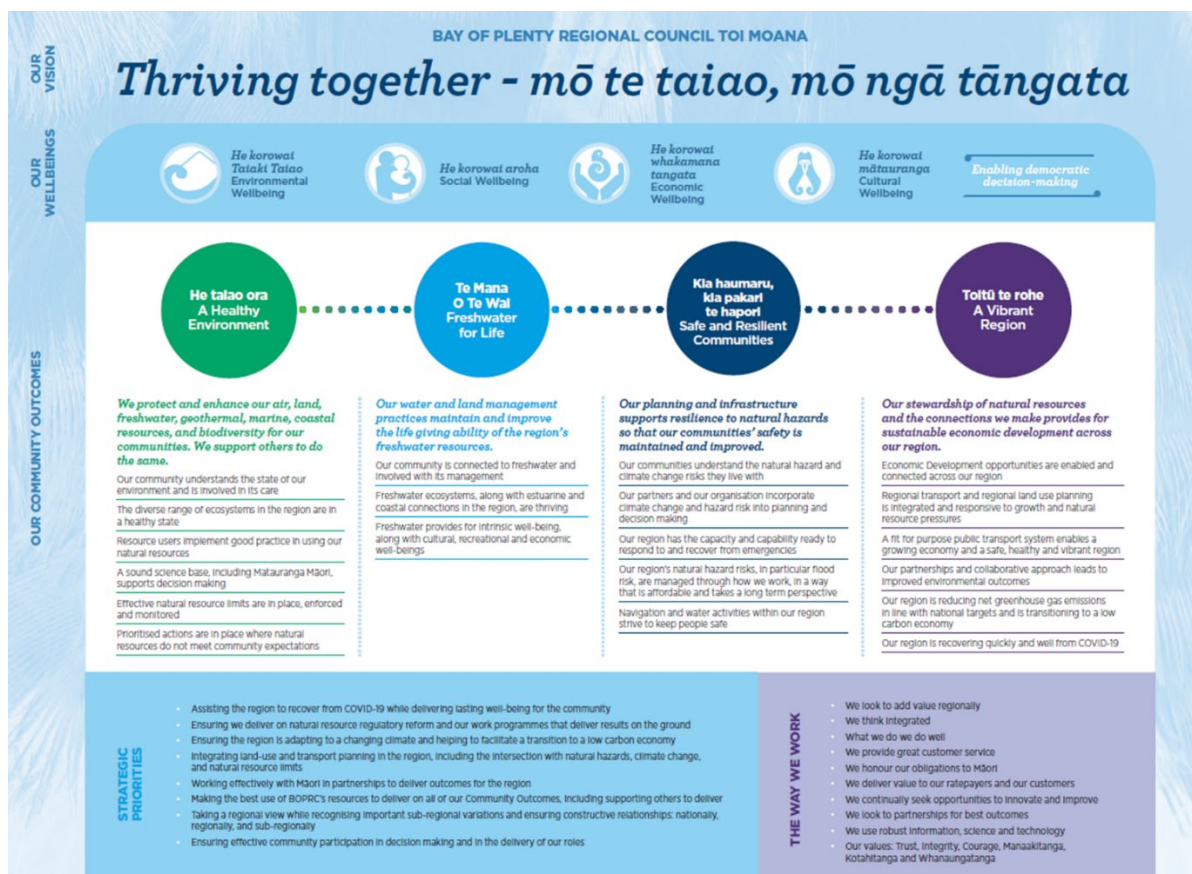 BAY OF PLENTY REGIONAL COUNCIL TOI MOANA
OUR
VISION
Thriving together - mō te taiao, mō ngā tāngata
OUR
WELLBEINGS
He korowai
Taiaki Taiao
Environmental
Wellbeing
He korowai aroha
Social Wellbeing
He korowai
whakamana
tangata
Economic
Wellbeing
He korowai
mātauranga
Cultural
Wellbeing
Enabling democratic
decision-making
OUR COMMUNITY OUTCOMES
He taiao ora
A Healthy
Environment
Te Mana
O Te Wai
Freshwater
for Life
Kia haumaru,
kia pakari
te hapori
Safe and Resilient
Communities
Toitū te rohe
A Vibrant
Region
We protect and enhance our air, land,
freshwater, geothermal, marine, coastal
resources, and biodiversity for our
communities. We support others to do
the same.
Our community understands the state of our
environment and is involved in its care
The diverse range of ecosystems in the region are in
a healthy state
Resource users implement good practice in using our
natural resources
A sound science base, including Matauranga Māori,
supports decision making
Effective natural resource limits are in place, enforced
and monitored
Prioritised actions are in place where natural
resources do not meet community expectations
Our water and land management
practices maintain and improve
the life giving ability of the region's
freshwater resources.
Our community is connected to freshwater and
involved with its management
Freshwater ecosystems, along with estuarine and
coastal connections in the region, are thriving
Freshwater provides for intrinsic well-being,
along with cultural, recreational and economic
well-beings
Our planning and infrastructure
supports resilience to natural hazards
so that our communities' safety is
maintained and improved.
Our communities understand the natural hazard and
climate change risks they live with
Our partners and our organisation incorporate
climate change and hazard risk into planning and
decision making
Our region has the capacity and capability ready to
respond to and recover from emergencies
Our region's natural hazard risks, in particular flood
risk, are managed through how we work, in a way
that is affordable and takes a long term perspective
Navigation and water activities within our region
strive to keep people safe
Our stewardship of natural resources
and the connections we make provides for
sustainable economic development across
our region.
Economic Development opportunities are enabled and
connected across our region
Regional transport and regional land use planning
is integrated and responsive to growth and natural
resource pressures
A fit for purpose public transport system enables a
growing economy and a safe, healthy and vibrant region
Our partnerships and collaborative approach leads to
improved environmental outcomes
Our region is reducing net greenhouse gas emissions
in line with national targets and is transitioning to a low
carbon economy
Our region is recovering quickly and well from COVID-19
STRATEGIC
PRIORITIES
Assisting the region to recover from COVID-19 while delivering lasting well-being for the community
Ensuring we deliver on natural resource regulatory reform and our work programmes that deliver results on the ground
Ensuring the region is adapting to a changing climate and helping to facilitate a transition to a low carbon economy
Integrating land-use and transport planning in the region, including the intersection with natural hazards, climate change,
and natural resource limits
Working effectively with Māori in partnerships to deliver outcomes for the region
Making the best use of BOPRC's resources to deliver on all of our Community Outcomes, including supporting others to deliver
Taking a regional view while recognising important sub-regional variations and ensuring constructive relationships: nationally,
regionally, and sub-regionally
Ensuring effective community participation in decision making and in the delivery of our roles
THE WAY WE WORK
We look to add value regionally
We think integrated
What we do we do well
We provide great customer service
We honour our obligations to Māori
We deliver value to our ratepayers and our customers
We continually seek opportunities to innovate and improve
We look to partnerships for best outcomes
We use robust information, science and technology
Our values: Trust, Integrity, Courage, Manaakitanga,
Kotahitanga and Whanaungatanga